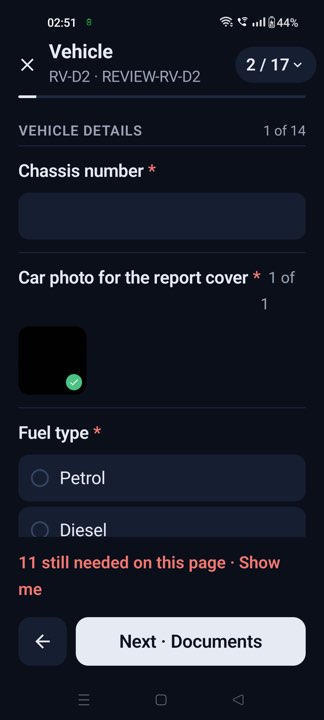 02:51
44%
Vehicle
RV-D2 · REVIEW-RV-D2
2 / 17
VEHICLE DETAILS
1 of 14
Chassis number *
Car photo for the report cover * 1 of
1
Fuel type *
Petrol
Diesel
11 still needed on this page · Show
me
Next · Documents